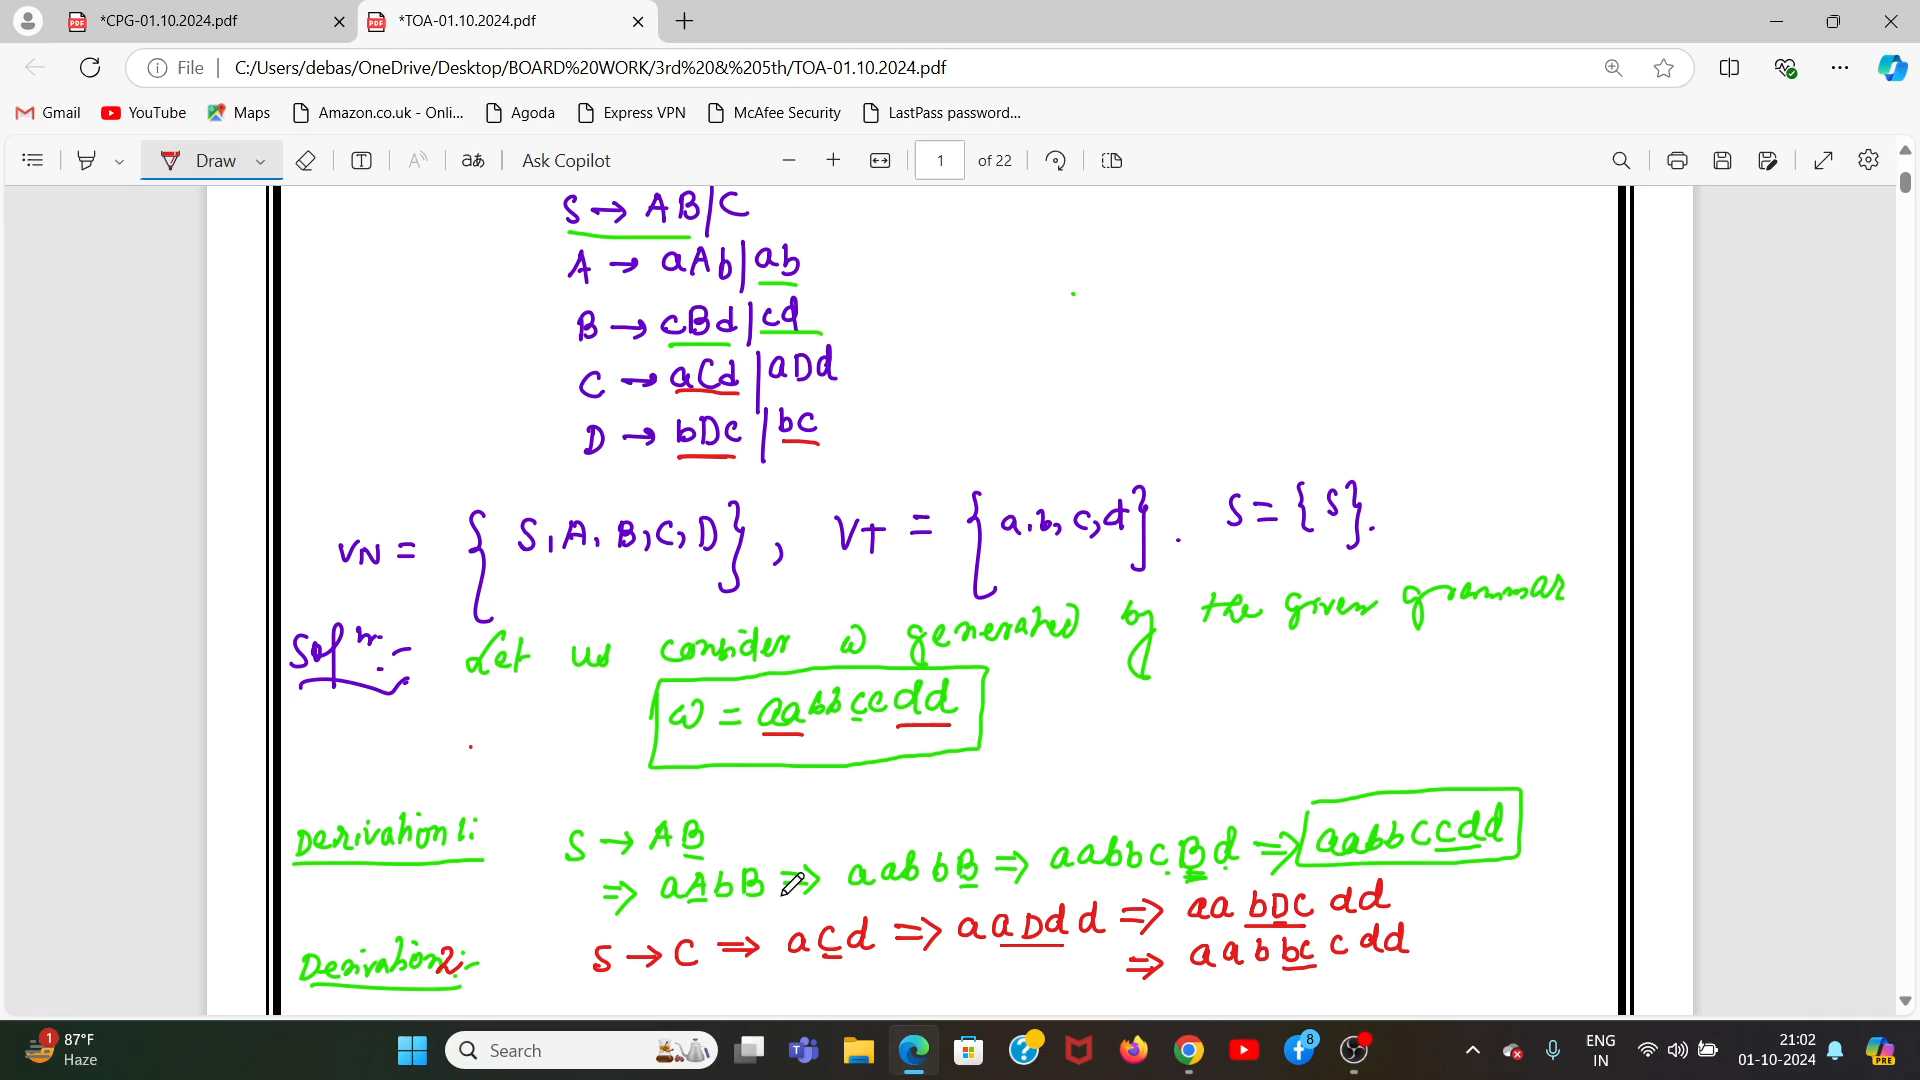 *CPG-01.10.2024.pdf
*TOA-01.10.2024.pdf
File | C:/Users/debas/OneDrive/Desktop/BOARD%20WORK/3rd%20&%205th/TOA-01.10.2024.pdf
Gmail YouTube Maps Amazon.co.uk - Onli... Agoda Express VPN McAfee Security LastPass password...
Draw Ask Copilot 1 of 22
S → AB|C
A → aAb|ab
B → cBd|cd
C → aCd|aDd
D → bDc|bc
VN = {S, A, B, C, D}, VT = {a, b, c, d}. S = {S}.
Solⁿ:- Let us consider ω generated by the given grammar
ω = aabbccdd
Derivation 1: S → AB
⇒ aAbB ⇒ aabbB ⇒ aabbcBd ⇒ aabbccdd
Derivation 2:- S → C ⇒ aCd ⇒ aaDdd ⇒ aabDcdd
⇒ aabbccdd
1 87°F
Haze
Search
8
ENG
IN
21:02
01-10-2024
PRE